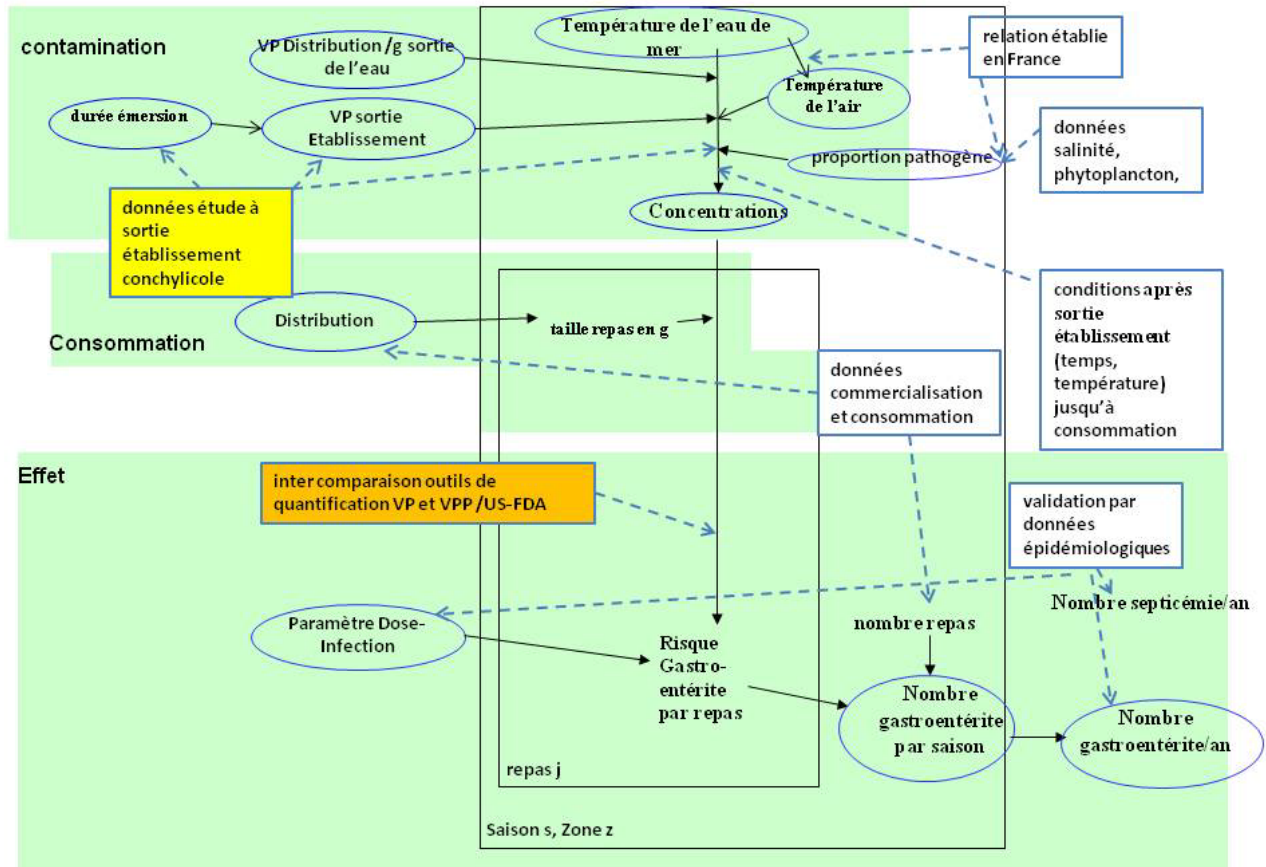 contamination
VP Distribution /g sortie
de l'eau
Température de l'eau de
mer
relation établie
en France
durée émersion
VP sortie
Etablissement
Température
de l'air
données
salinité,
phytoplancton,
proportion pathogène
données étude à
sortie
établissement
conchylicole
Concentrations
conditions après
sortie
établissement
(temps,
température)
jusqu'à
consommation
Distribution
taille repas en g
Consommation
données
commercialisation
et consommation
Effet
inter comparaison outils de
quantification VP et VPP /US-FDA
validation par
données
épidémiologiques
Nombre septicémie/an
Paramètre Dose-
Infection
nombre repas
Risque
Gastro-
entérite
par repas
Nombre
gastroentérite
par saison
Nombre
gastroentérite/an
repas j
Saison s, Zone z